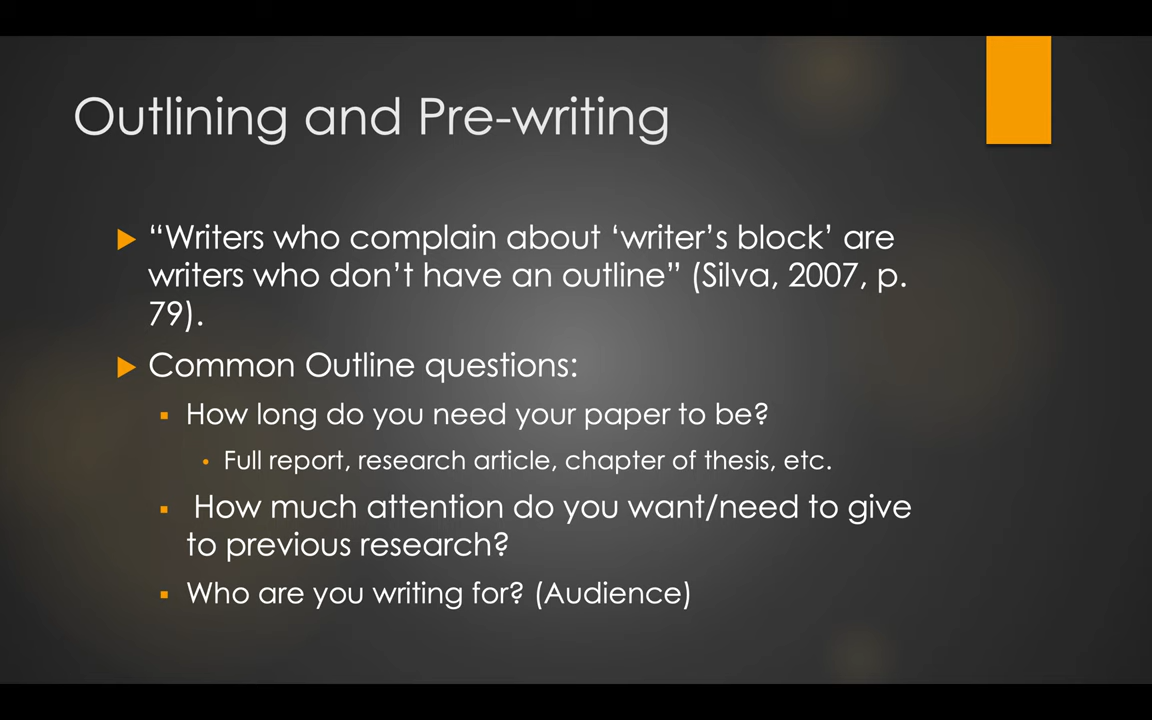 Outlining and Pre-writing
“Writers who complain about ‘writer’s block’ are
writers who don’t have an outline” (Silva, 2007, p.
79).
Common Outline questions:
How long do you need your paper to be?
Full report, research article, chapter of thesis, etc.
How much attention do you want/need to give
to previous research?
Who are you writing for? (Audience)